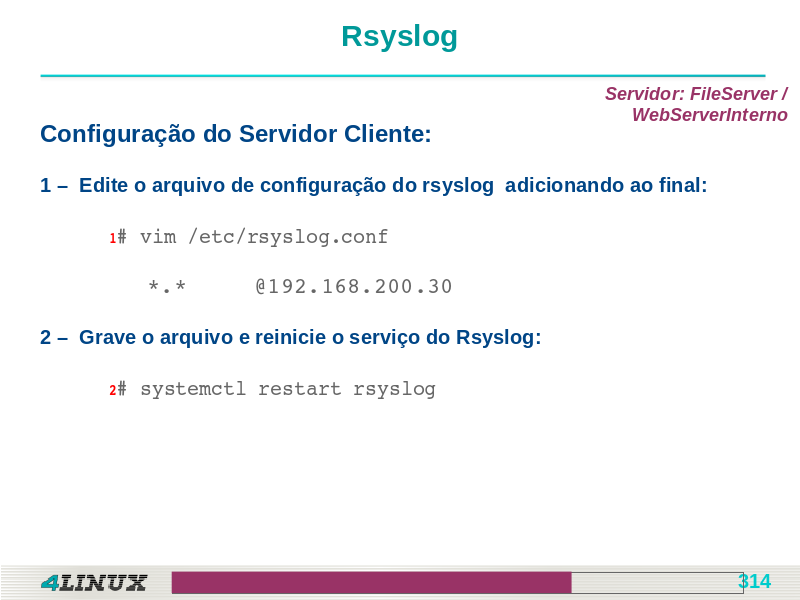 Rsyslog
Servidor: FileServer /
WebServerInterno
Configuração do Servidor Cliente:
1 – Edite o arquivo de configuração do rsyslog adicionando ao final:
1# vim /etc/rsyslog.conf
*.* @192.168.200.30
2 – Grave o arquivo e reinicie o serviço do Rsyslog:
2# systemctl restart rsyslog
4LINUX
314